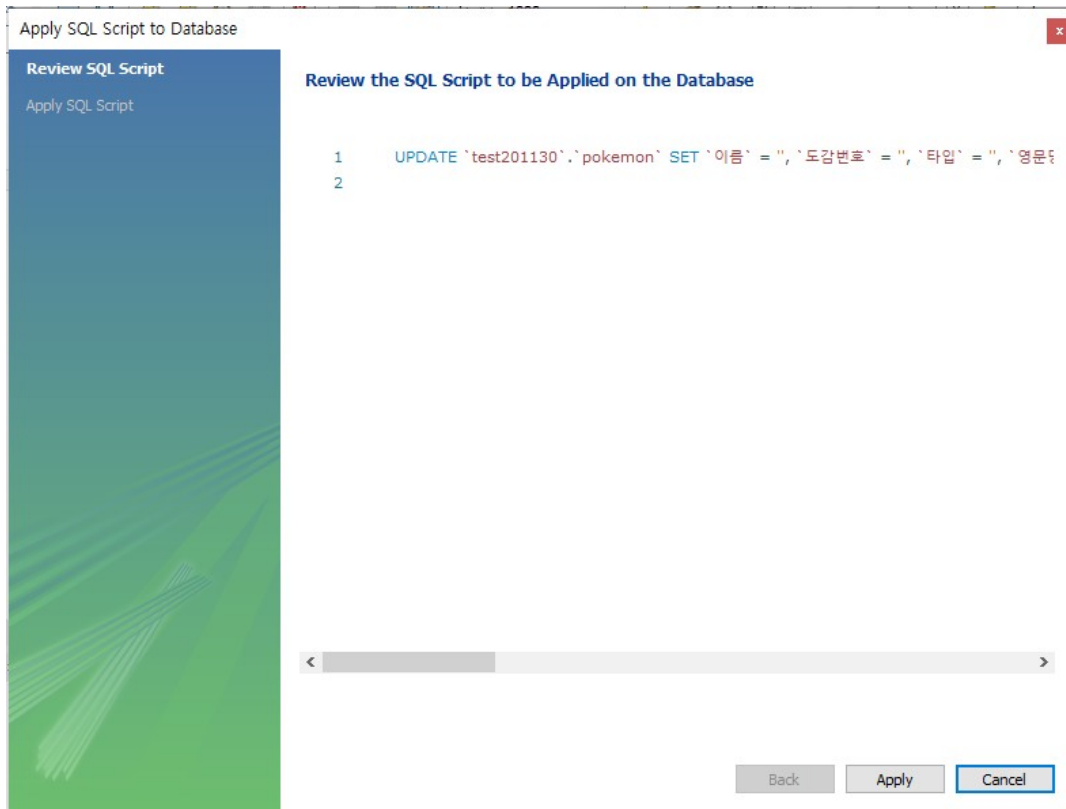 Apply SQL Script to Database
Review SQL Script
Apply SQL Script
Review the SQL Script to be Applied on the Database
1 UPDATE `test201130`.`pokemon` SET `이름` = '', `도감번호` = '', `타입` = '', `영문
2
Back Apply Cancel